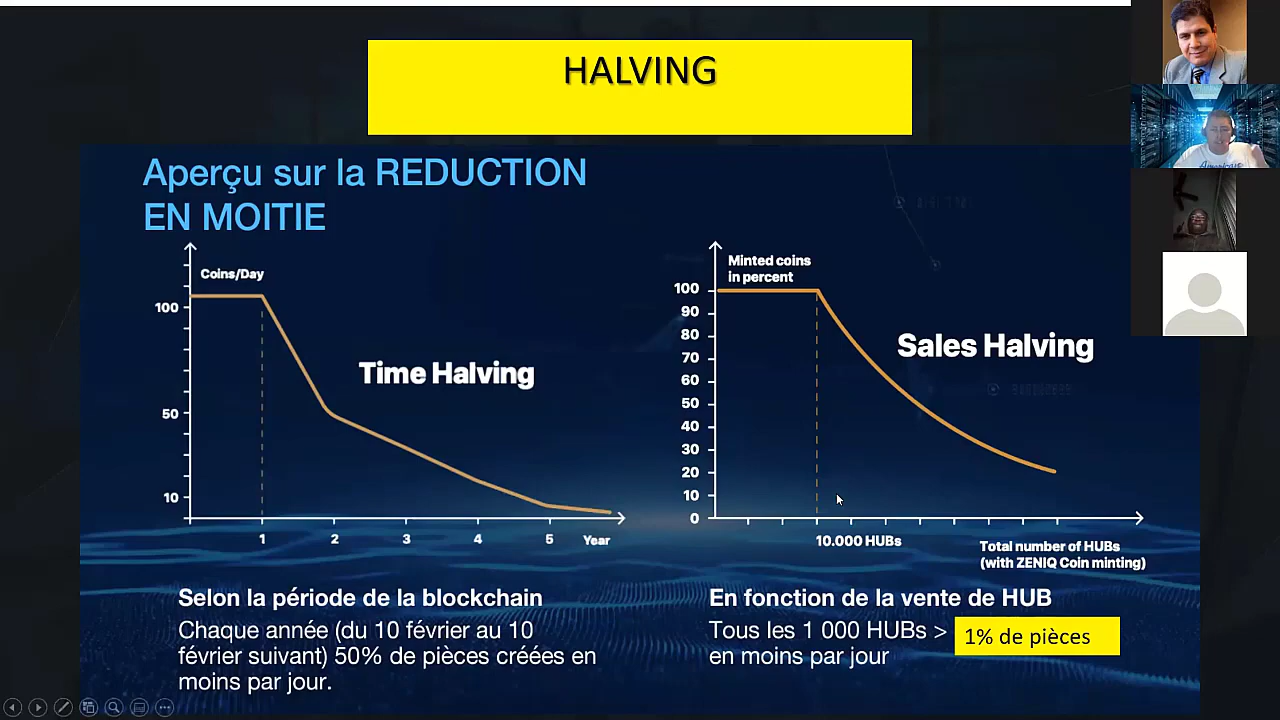 HALVING
Aperçu sur la REDUCTION
EN MOITIE
Coins/Day
100
50
10
1 2 3 4 5 Year
Time Halving
Minted coins
in percent
100
90
80
70
60
50
40
30
20
10
0
Sales Halving
10.000 HUBs
Total number of HUBs
(with ZENIQ Coin minting)
Selon la période de la blockchain
Chaque année (du 10 février au 10
février suivant) 50% de pièces créées en
moins par jour.
En fonction de la vente de HUB
Tous les 1 000 HUBs > 1% de pièces
en moins par jour